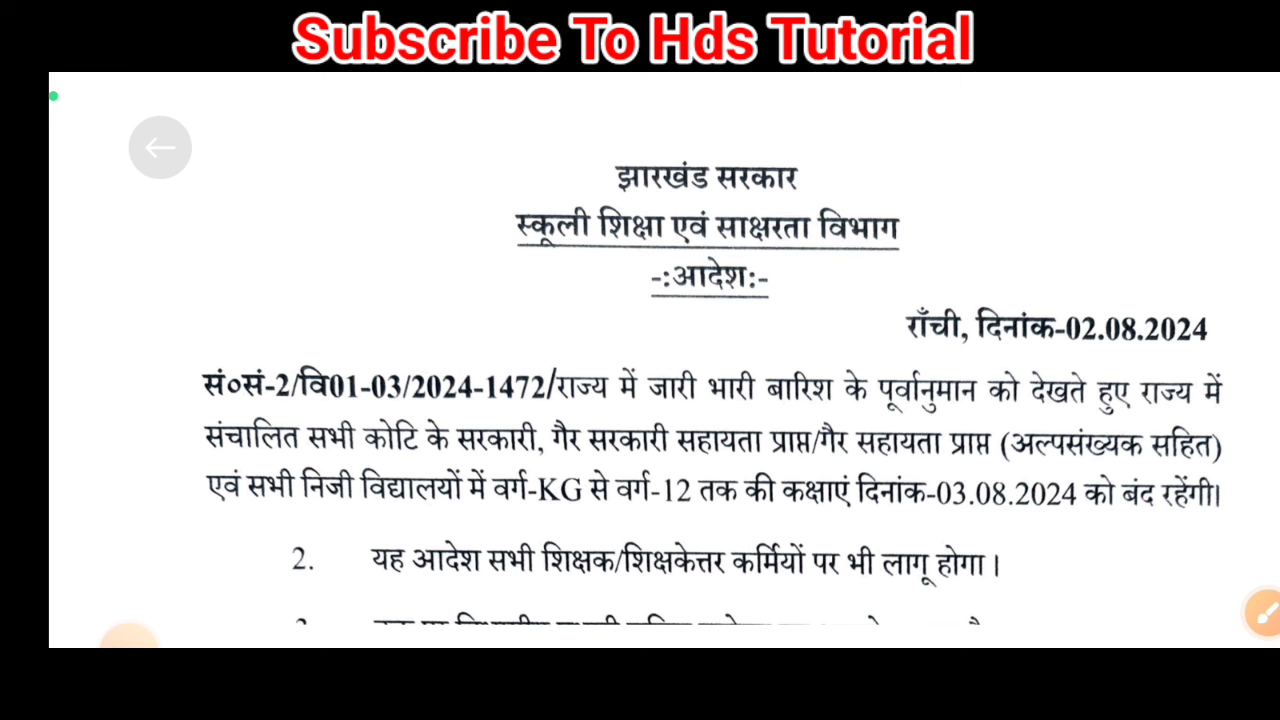 Subscribe To Hds Tutorial
झारखंड सरकार
स्कूली शिक्षा एवं साक्षरता विभाग
-:आदेश:-
राँची, दिनांक-02.08.2024
सं०सं-2/वि01-03/2024-1472/राज्य में जारी भारी बारिश के पूर्वानुमान को देखते हुए राज्य में
संचालित सभी कोटि के सरकारी, गैर सरकारी सहायता प्राप्त/गैर सहायता प्राप्त (अल्पसंख्यक सहित)
एवं सभी निजी विद्यालयों में वर्ग-KG से वर्ग-12 तक की कक्षाएं दिनांक-03.08.2024 को बंद रहेंगी।
2. यह आदेश सभी शिक्षक/शिक्षकेत्तर कर्मियों पर भी लागू होगा।